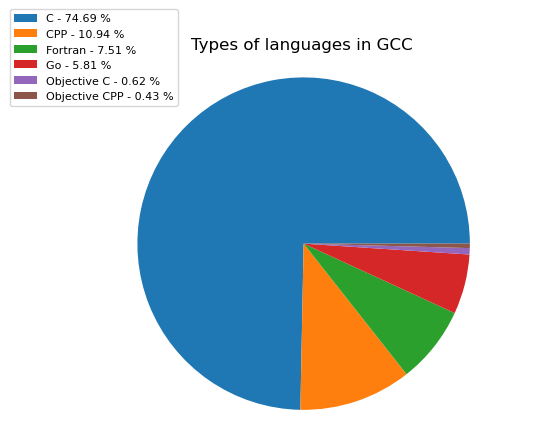 Types of languages in GCC
C - 74.69 %
CPP - 10.94 %
Fortran - 7.51 %
Go - 5.81 %
Objective C - 0.62 %
Objective CPP - 0.43 %